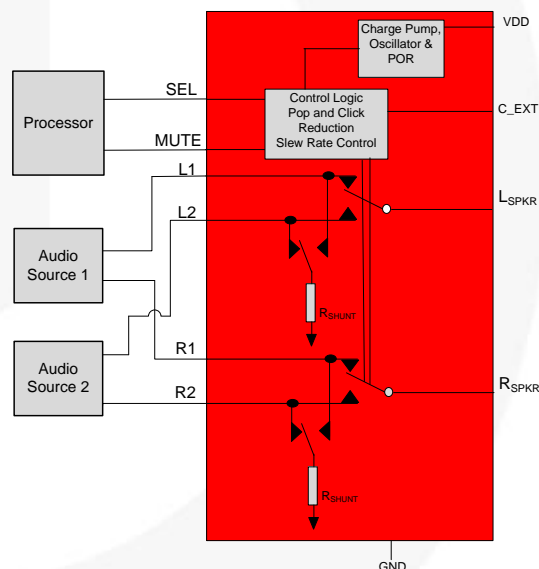 Charge Pump,
Oscillator &
POR
VDD
SEL
Control Logic
Pop and Click
Reduction
Slew Rate Control
C_EXT
Processor
MUTE
L1
LSPKR
L2
Audio
Source 1
RSHUNT
R1
Audio
Source 2
RSPKR
R2
RSHUNT
GND